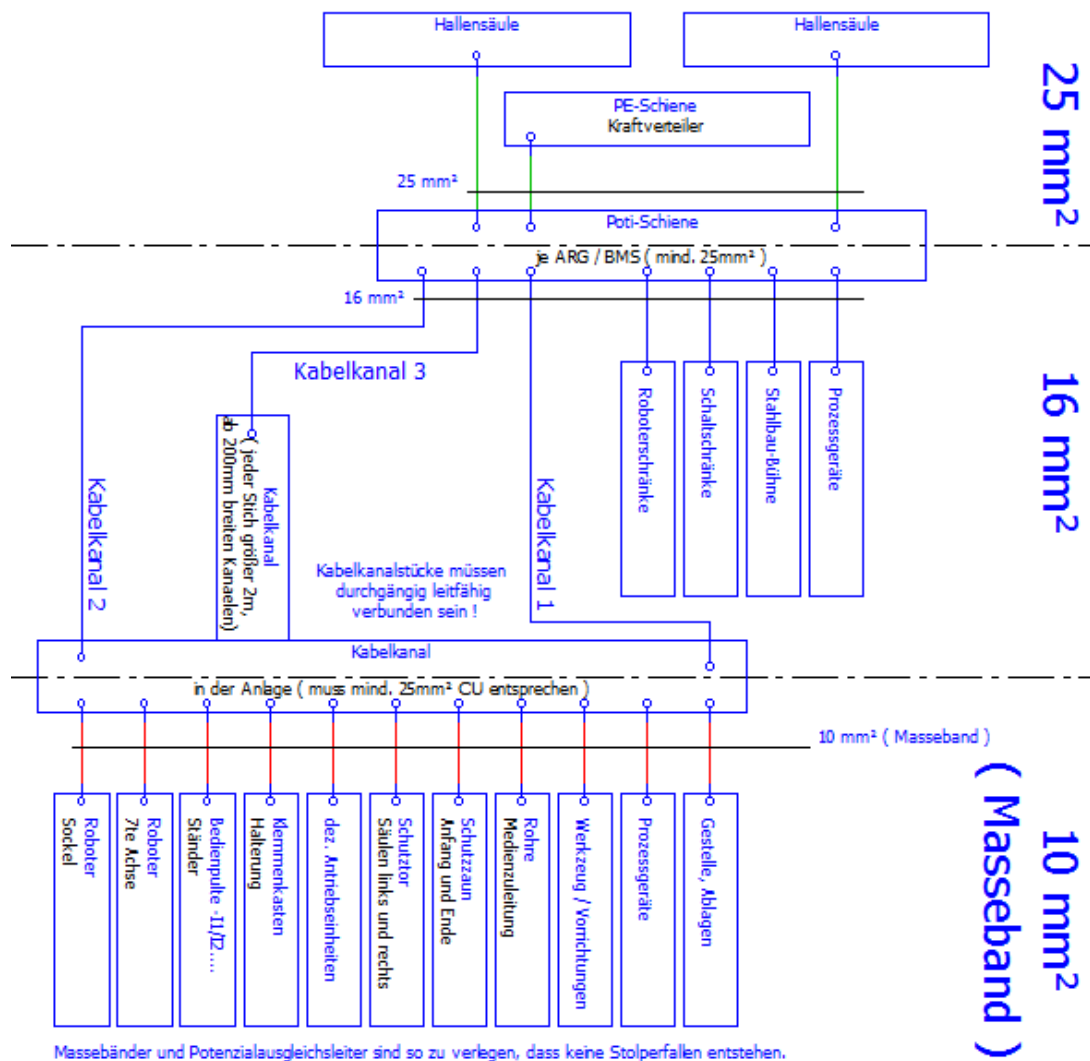 Hallensäule
Hallensäule
25 mm²
PE-Schiene
Kraftverteiler
25 mm²
Poti-Schiene
je ARG / BMS ( mind. 25mm² )
16 mm²
16 mm²
Kabelkanal 3
Kabelkanal 2
Kabelkanal
( jeder Stich größer 2m,
ab 200mm breiten Kanaelen)
Kabelkanal 1
Roboterschränke
Schaltschränke
Stahlbau-Bühne
Prozessgeräte
Kabelkanalstücke müssen
durchgängig leitfähig
verbunden sein !
Kabelkanal
in der Anlage ( muss mind. 25mm² CU entsprechen )
10 mm² ( Masseband )
10 mm²
( Masseband )
Roboter
Sockel
Roboter
7te Achse
Bedienpulte -I1/I2....
Ständer
Klemmenkasten
Halterung
dez. Antriebseinheiten
Schutztor
Säulen links und rechts
Schutzzaun
Anfang und Ende
Rohre
Medienzuleitung
Werkzeug / Vorrichtungen
Prozessgeräte
Gestelle, Ablagen
Massebänder und Potenzialausgleichsleiter sind so zu verlegen, dass keine Stolperfallen entstehen.